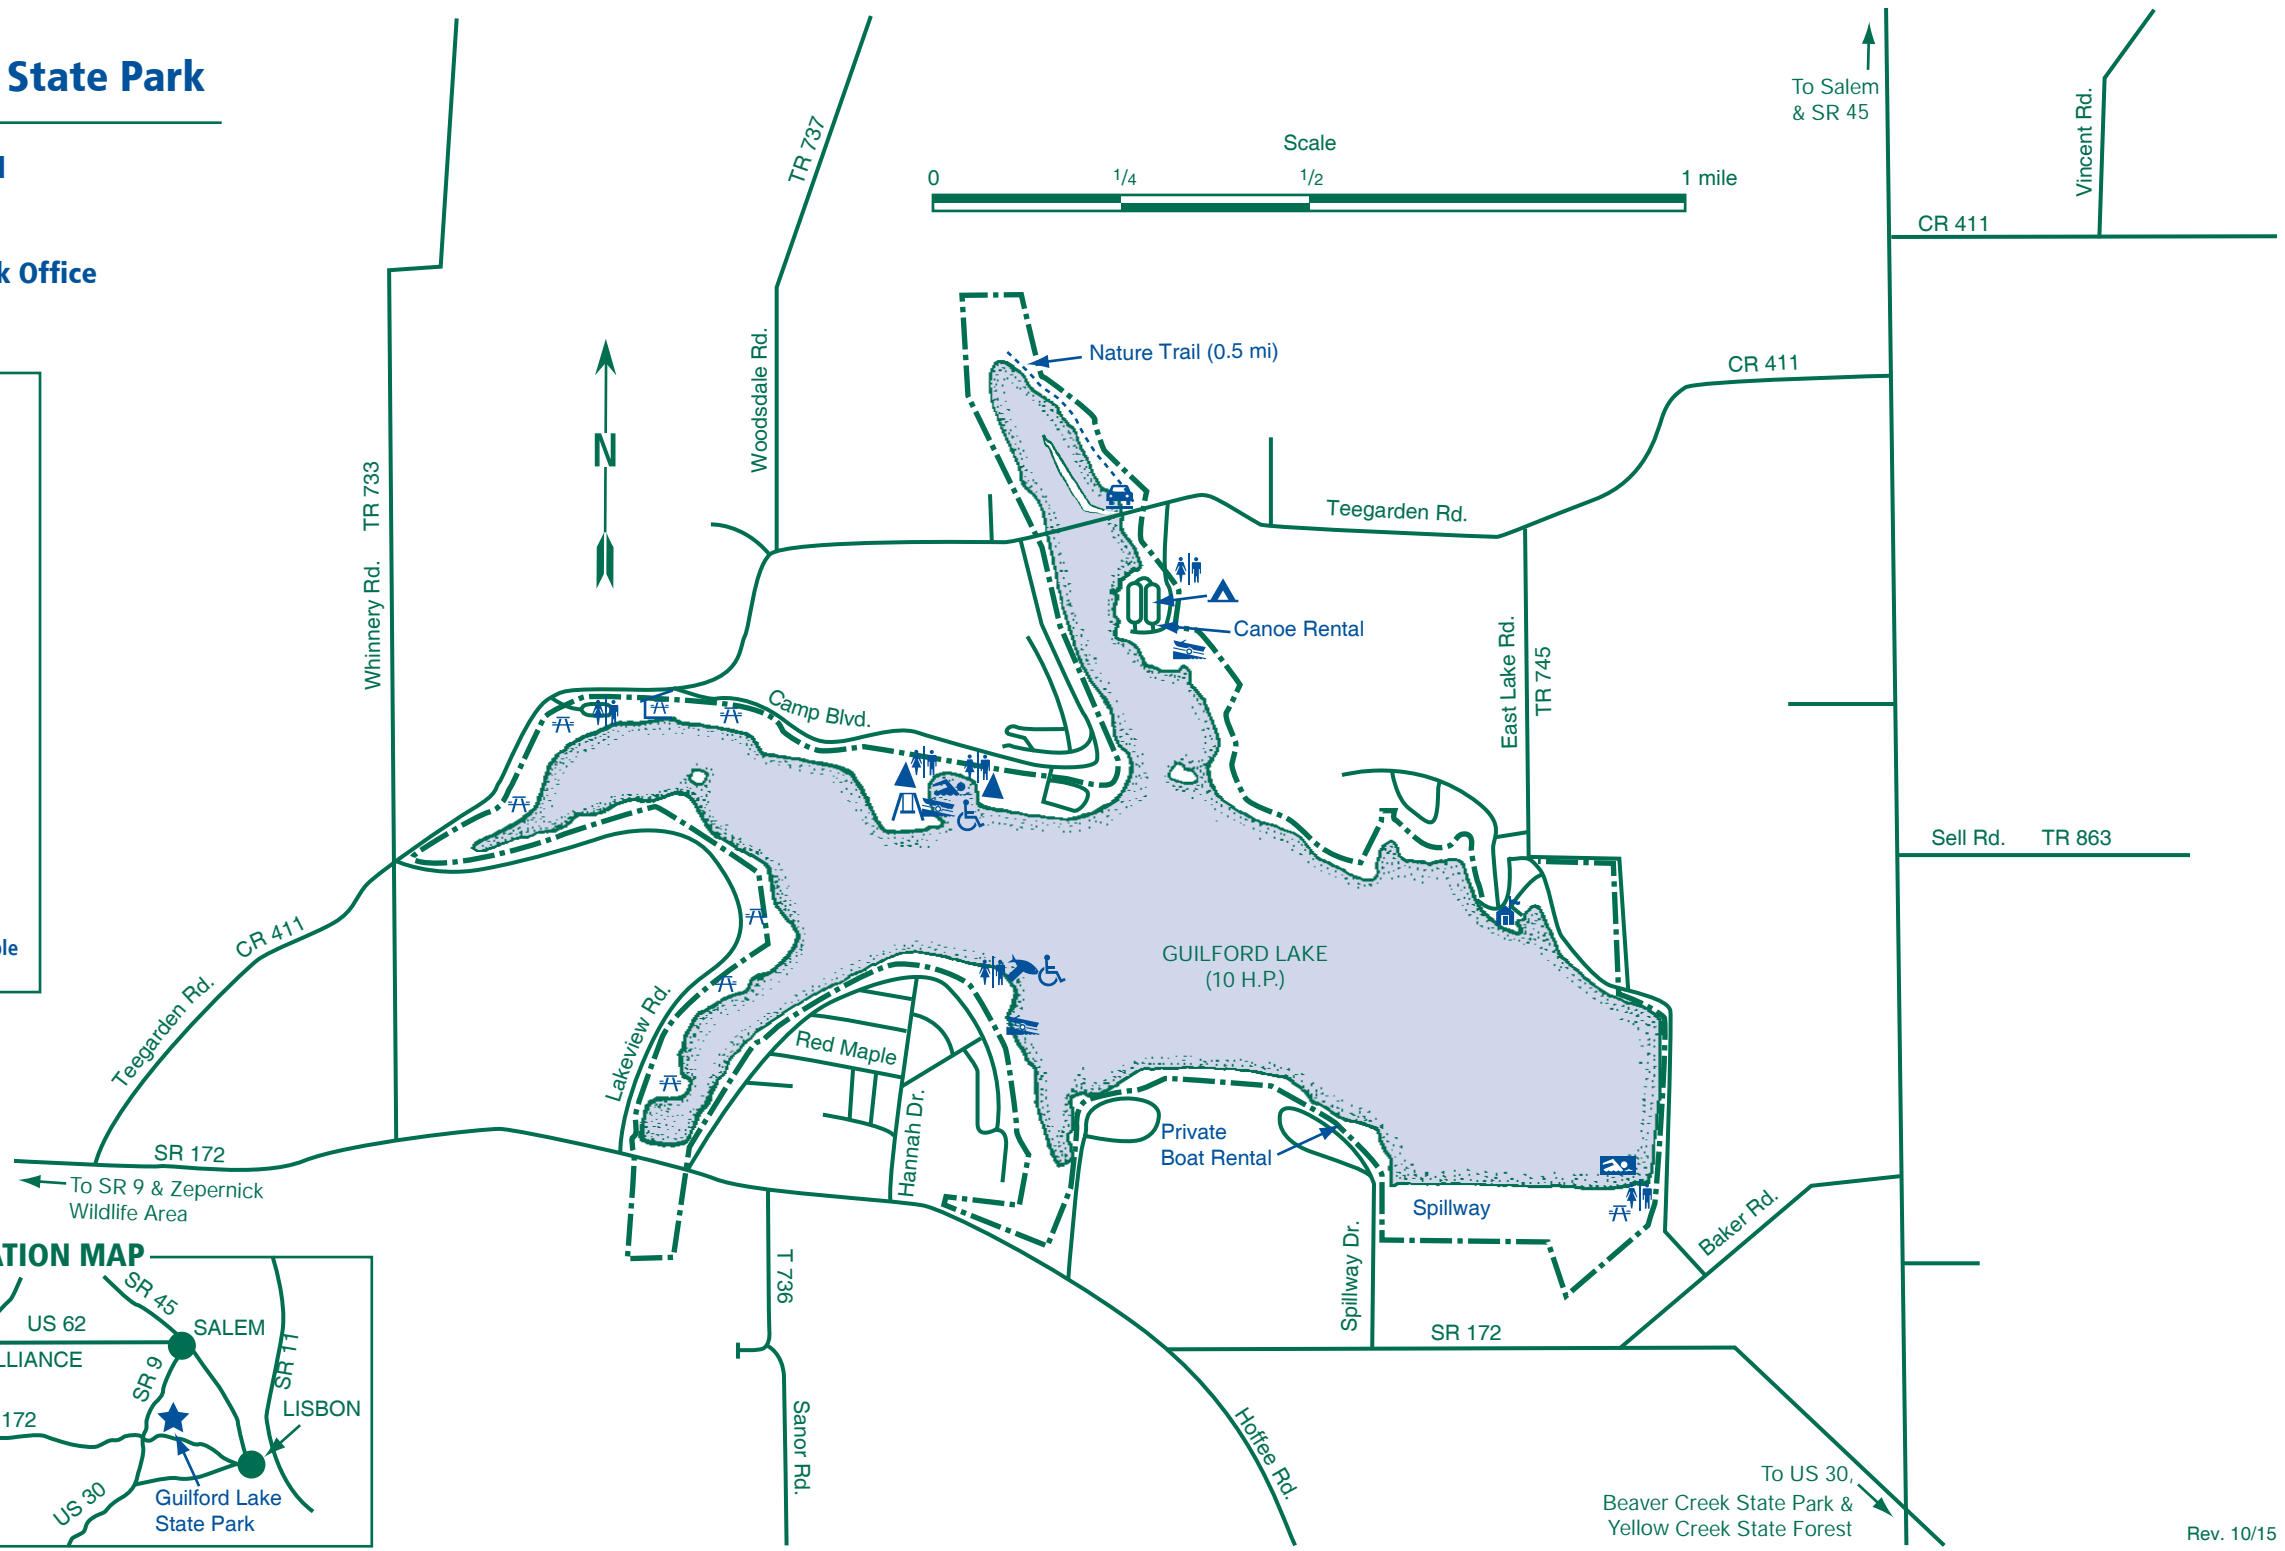 State Park
Office
Scale
0 1/4 1/2 1 mile
To Salem
& SR 45
Vincent Rd.
CR 411
TR 737
Woodsdale Rd.
N
Nature Trail (0.5 mi)
CR 411
Teegarden Rd.
TR 733
Whinnery Rd.
Canoe Rental
East Lake Rd.
TR 745
Camp Blvd.
Sell Rd. TR 863
CR 411
Teegarden Rd.
GUILFORD LAKE
(10 H.P.)
Lakeview Rd.
Red Maple
Hannah Dr.
Private
Boat Rental
SR 172
To SR 9 & Zepernick
Wildlife Area
Spillway
Baker Rd.
Spillway Dr.
T 736
SR 172
Sanor Rd.
Hoffee Rd.
MAP
SR 45
US 62
SALEM
SR 11
SR 9
172
LISBON
US 30
Guilford Lake
State Park
To US 30,
Beaver Creek State Park &
Yellow Creek State Forest
Rev. 10/15